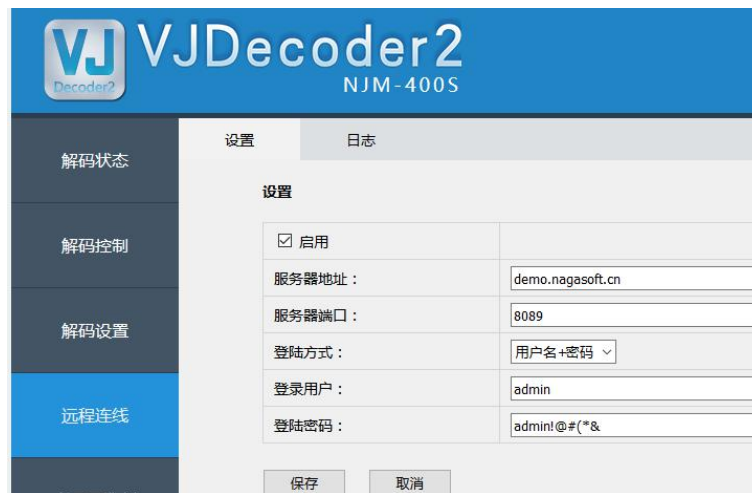 VJ
Decoder2
VJDecoder2
NJM-400S
解码状态
解码控制
解码设置
远程连线
设置
日志
设置
启用
服务器地址：
demo.nagasoft.cn
服务器端口：
8089
登陆方式：
用户名+密码
登录用户：
admin
登陆密码：
admin!@#(*&
保存
取消